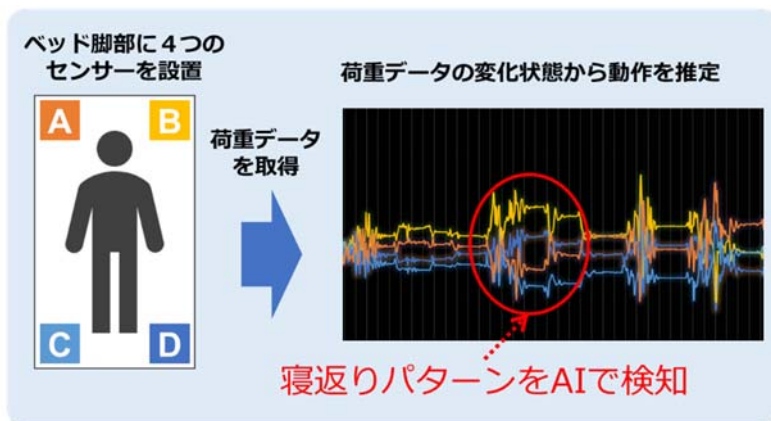 ベッド脚部に４つの
センサーを設置
A
B
C
D
荷重データ
を取得
荷重データの変化状態から動作を推定
寝返りパターンをAIで検知